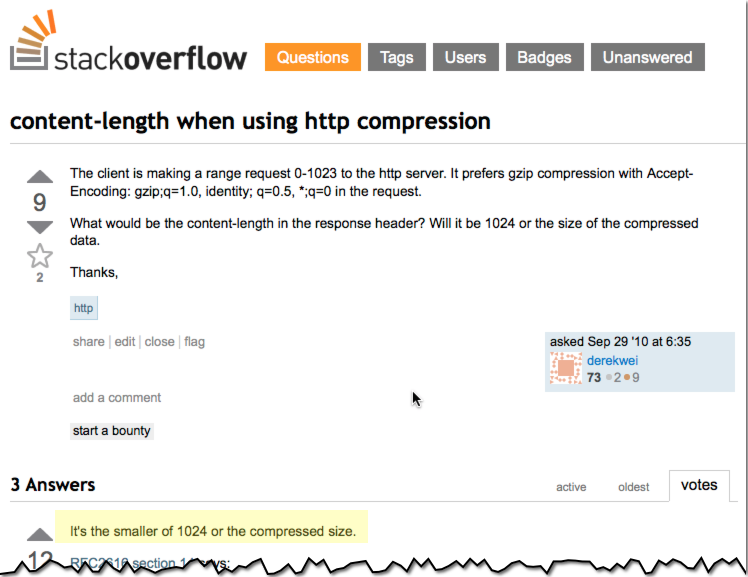 stackoverflow
Questions
Tags
Users
Badges
Unanswered
content-length when using http compression
The client is making a range request 0-1023 to the http server. It prefers gzip compression with Accept-
Encoding: gzip;q=1.0, identity; q=0.5, *;q=0 in the request.
9
What would be the content-length in the response header? Will it be 1024 or the size of the compressed
data.
2
Thanks,
http
share | edit | close | flag
asked Sep 29 '10 at 6:35
derekwei
73 2 9
add a comment
start a bounty
3 Answers
active
oldest
votes
It's the smaller of 1024 or the compressed size.
12
RFC2616 section 14 says: